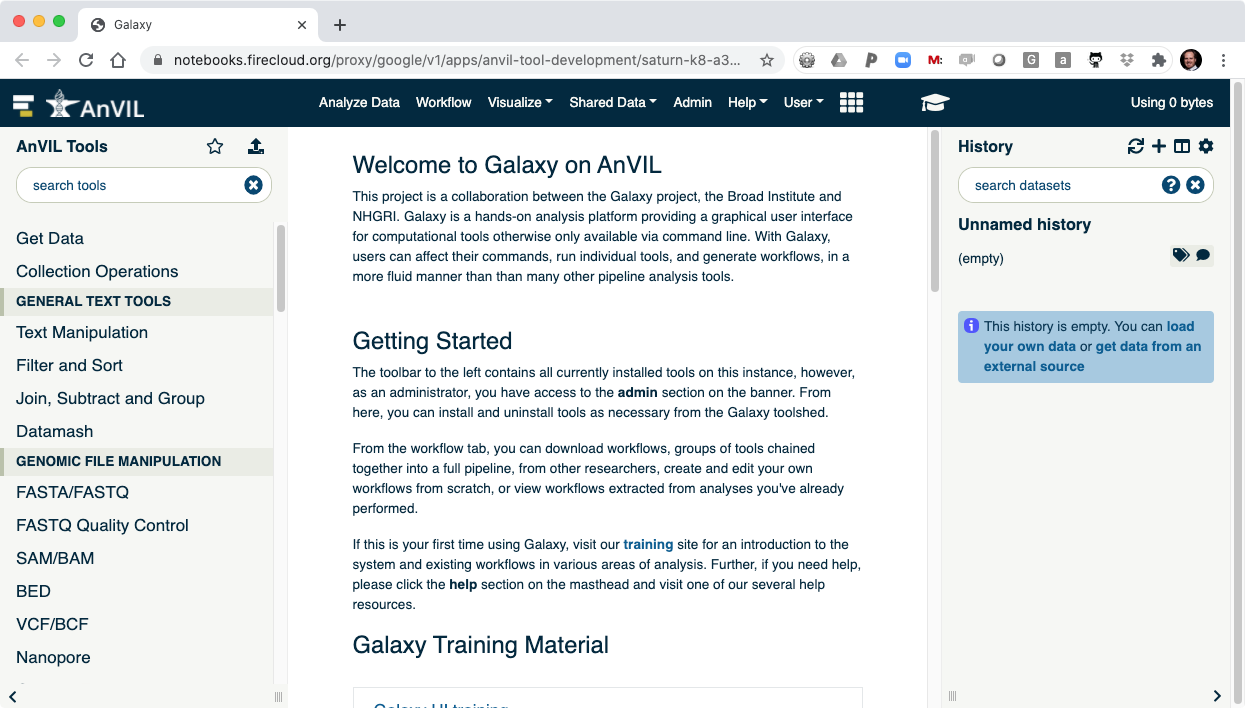 Galaxy
notebooks.firecloud.org/proxy/google/v1/apps/anvil-tool-development/saturn-k8-a3...
AnVIL
Analyze Data Workflow Visualize Shared Data Admin Help User
Using 0 bytes
AnVIL Tools
search tools
Get Data
Collection Operations
GENERAL TEXT TOOLS
Text Manipulation
Filter and Sort
Join, Subtract and Group
Datamash
GENOMIC FILE MANIPULATION
FASTA/FASTQ
FASTQ Quality Control
SAM/BAM
BED
VCF/BCF
Nanopore
Welcome to Galaxy on AnVIL
This project is a collaboration between the Galaxy project, the Broad Institute and
NHGRI. Galaxy is a hands-on analysis platform providing a graphical user interface
for computational tools otherwise only available via command line. With Galaxy,
users can affect their commands, run individual tools, and generate workflows, in a
more fluid manner than than many other pipeline analysis tools.
Getting Started
The toolbar to the left contains all currently installed tools on this instance, however,
as an administrator, you have access to the admin section on the banner. From
here, you can install and uninstall tools as necessary from the Galaxy toolshed.
From the workflow tab, you can download workflows, groups of tools chained
together into a full pipeline, from other researchers, create and edit your own
workflows from scratch, or view workflows extracted from analyses you've already
performed.
If this is your first time using Galaxy, visit our training site for an introduction to the
system and existing workflows in various areas of analysis. Further, if you need help,
please click the help section on the masthead and visit one of our several help
resources.
Galaxy Training Material
Galaxy UI training
History
search datasets
Unnamed history
(empty)
This history is empty. You can load
your own data or get data from an
external source